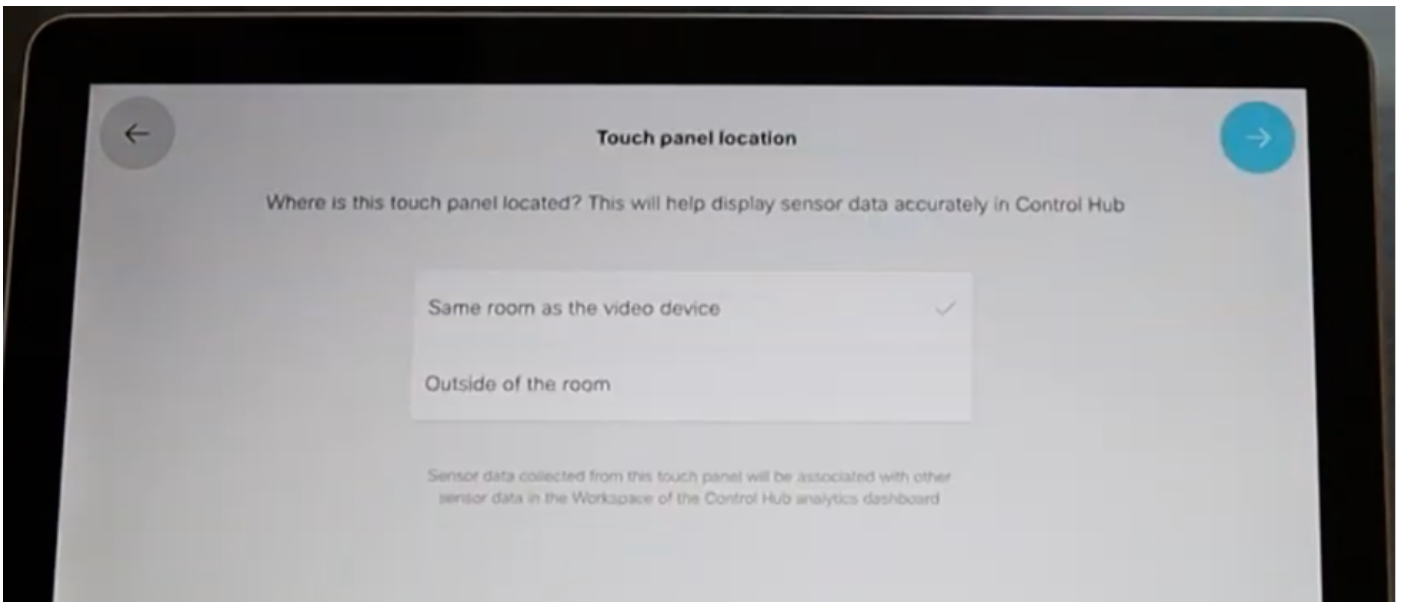 Touch panel location
Where is this touch panel located? This will help display sensor data accurately in Control Hub
Same room as the video device
Outside of the room
Sensor data collected from this touch panel will be associated with other
sensor data in the Workspace of the Control Hub analytics dashboard